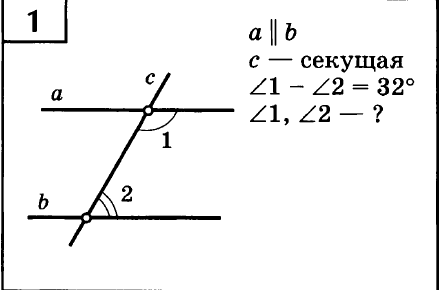 1
a ∥ b
c — секущая
∠1 – ∠2 = 32°
∠1, ∠2 — ?
c
a
1
2
b